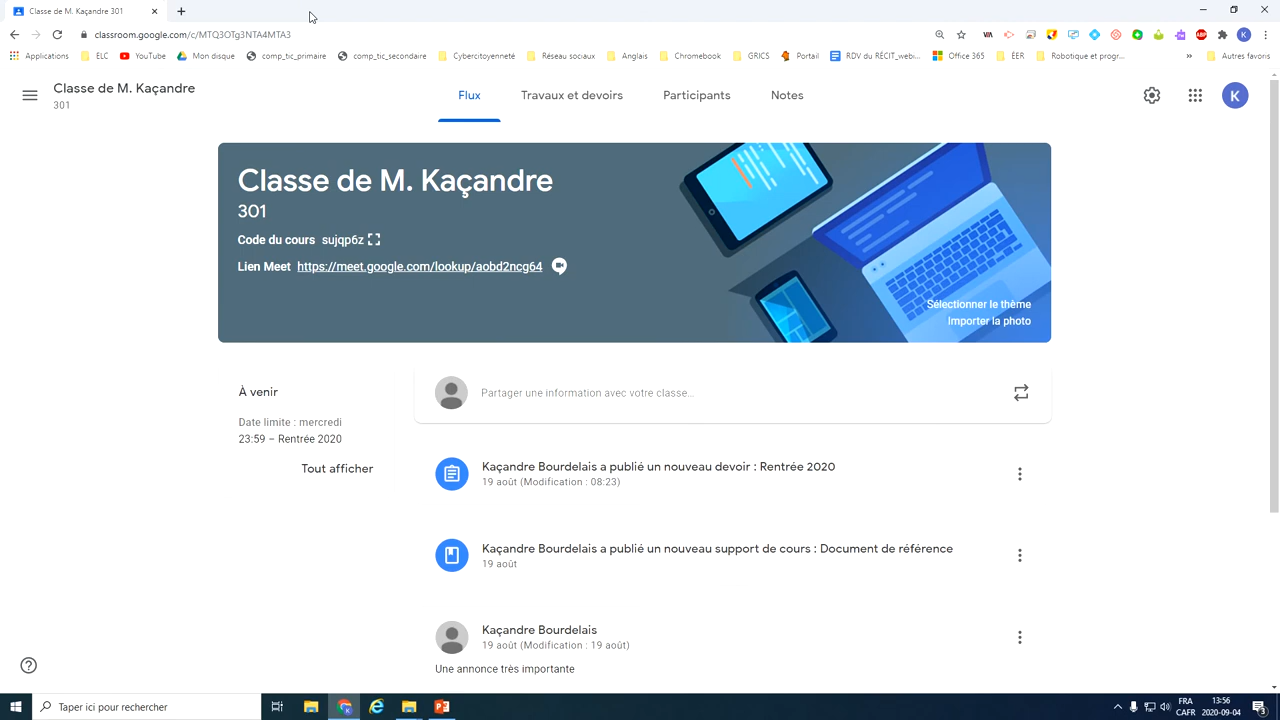 Classe de M. Kaçandre 301
classroom.google.com/c/MTQ3OTg3NTA4MTA3
Applications ELC YouTube Mon disque comp_tic_primaire comp_tic_secondaire Cybercitoyenneté Réseau sociaux Anglais Chromebook GRICS Portail RDV du RÉCIT_web... Office 365 ÉER Robotique et progr... » Autres favoris
Classe de M. Kaçandre
301
Flux Travaux et devoirs Participants Notes
K
Classe de M. Kaçandre
301
Code du cours sujqp6z
Lien Meet https://meet.google.com/lookup/aobd2ncg64
Sélectionner le thème
Importer la photo
À venir
Date limite : mercredi
23:59 – Rentrée 2020
Tout afficher
Partager une information avec votre classe...
Kaçandre Bourdelais a publié un nouveau devoir : Rentrée 2020
19 août (Modification : 08:23)
Kaçandre Bourdelais a publié un nouveau support de cours : Document de référence
19 août
Kaçandre Bourdelais
19 août (Modification : 19 août)
Une annonce très importante
Taper ici pour rechercher
FRA
CAFR
13:56
2020-09-04